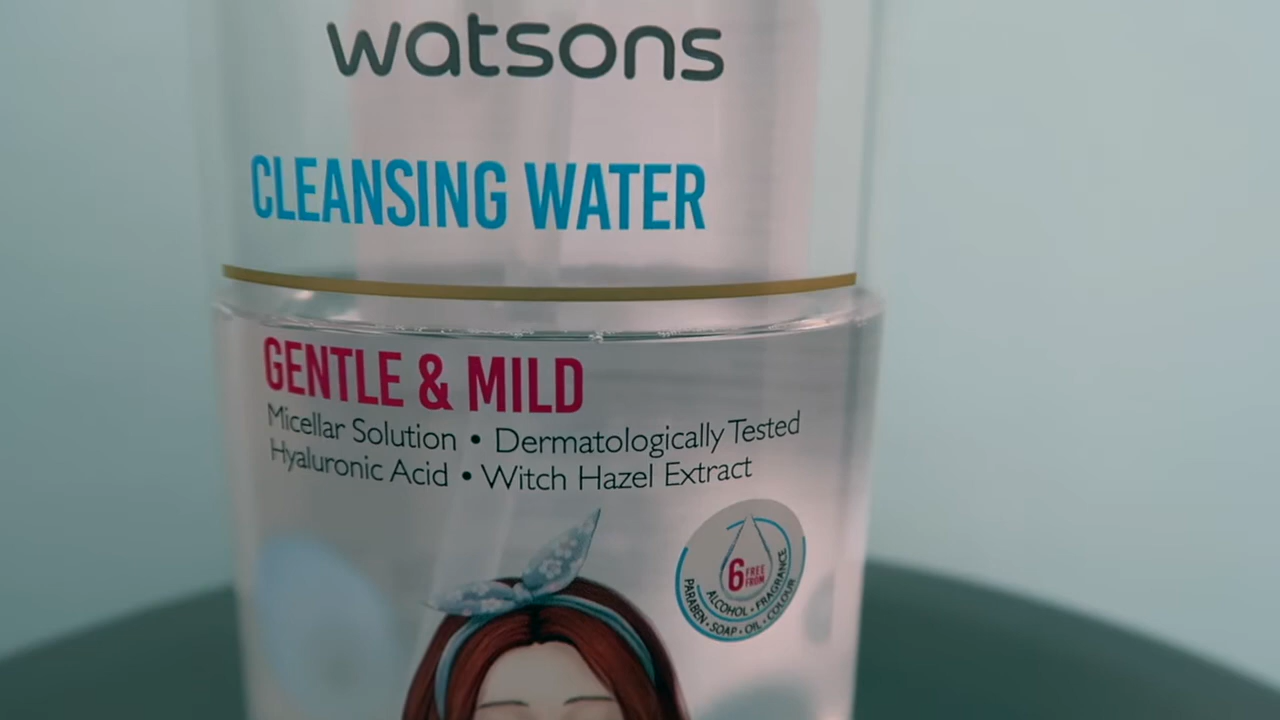 watsons
CLEANSING WATER
GENTLE & MILD
Micellar Solution • Dermatologically Tested
Hyaluronic Acid • Witch Hazel Extract
6 FREE
FROM
ALCOHOL • FRAGRANCE
PARABEN • SOAP • OIL • COLOUR